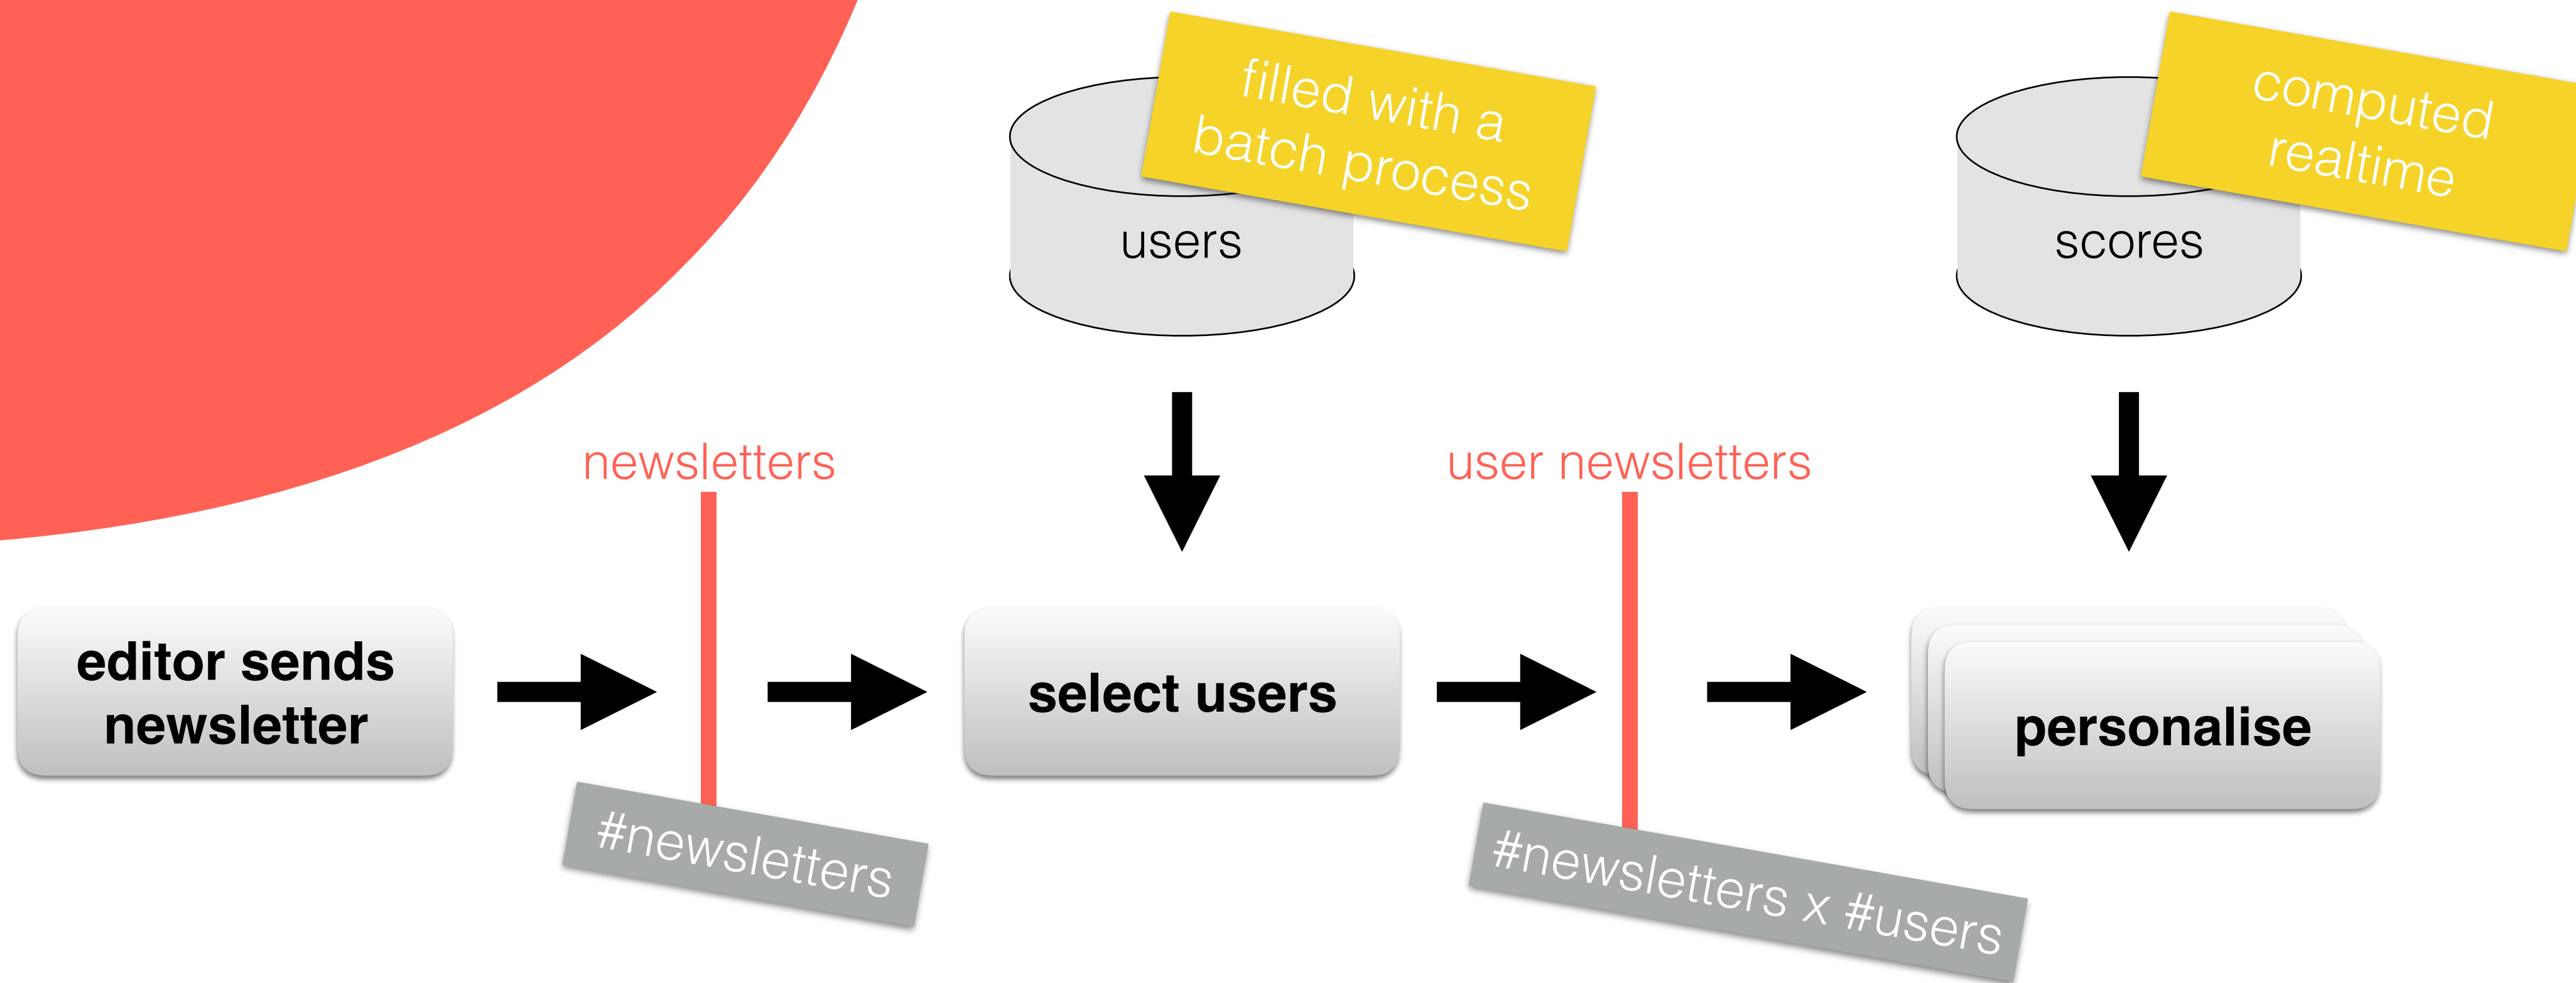 filled with a
batch process
users
computed
realtime
scores
newsletters
user newsletters
editor sends
newsletter
select users
personalise
#newsletters
#newsletters x #users